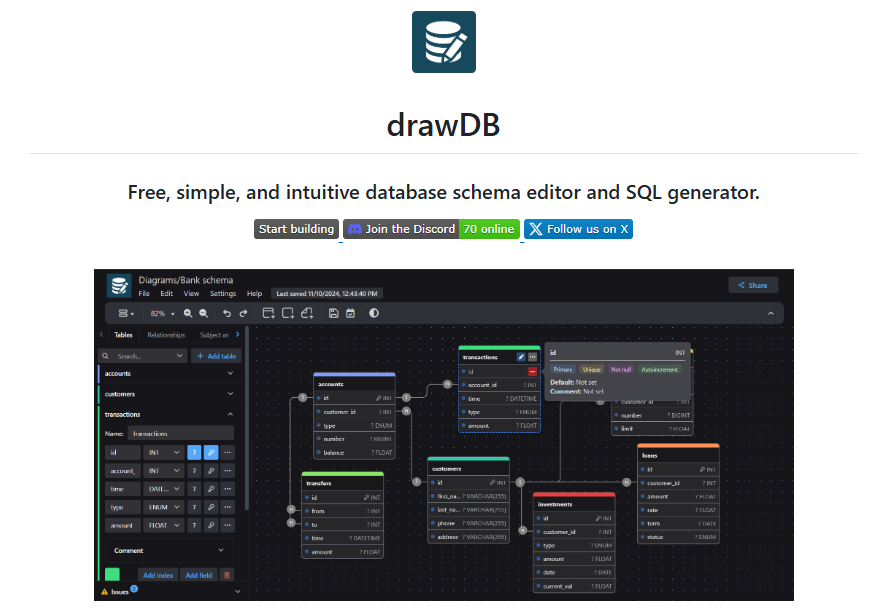 drawDB
Free, simple, and intuitive database schema editor and SQL generator.
Start building Join the Discord 70 online X Follow us on X
Diagrams/Bank schema
File Edit View Settings Help Last saved 11/10/2024, 12:43:40 PM
Share
82%
Tables Relationships Subject ar
Search... + Add table
accounts
customers
transactions
Name: transactions
id INT ?
account_ INT ?
time DAT... ?
type ENUM ?
amount FLOAT ?
Comment
Add index Add field
Issues
accounts
id INT
customer_id ? INT
type ? ENUM
number ? BIGINT
balance ? FLOAT
transfers
id INT
from ? INT
to ? INT
time ? DATETIME
amount ? FLOAT
transactions
id
account_id ? INT
time ? DATETIME
type ? ENUM
amount ? FLOAT
id INT
Primary Unique Not null Autoincrement
Default: Not set
Comment: Not set
customer_id ? INT
number ? BIGINT
limit ? FLOAT
customers
id INT
first_na... ? VARCHAR(255)
last_na... ? VARCHAR(255)
phone ? VARCHAR(255)
address ? VARCHAR(255)
investments
id INT
customer_id ? INT
type ? ENUM
amount ? FLOAT
date ? DATE
current_val ? FLOAT
loans
id INT
customer_id ? INT
amount ? FLOAT
rate ? FLOAT
term ? DATE
status ? ENUM